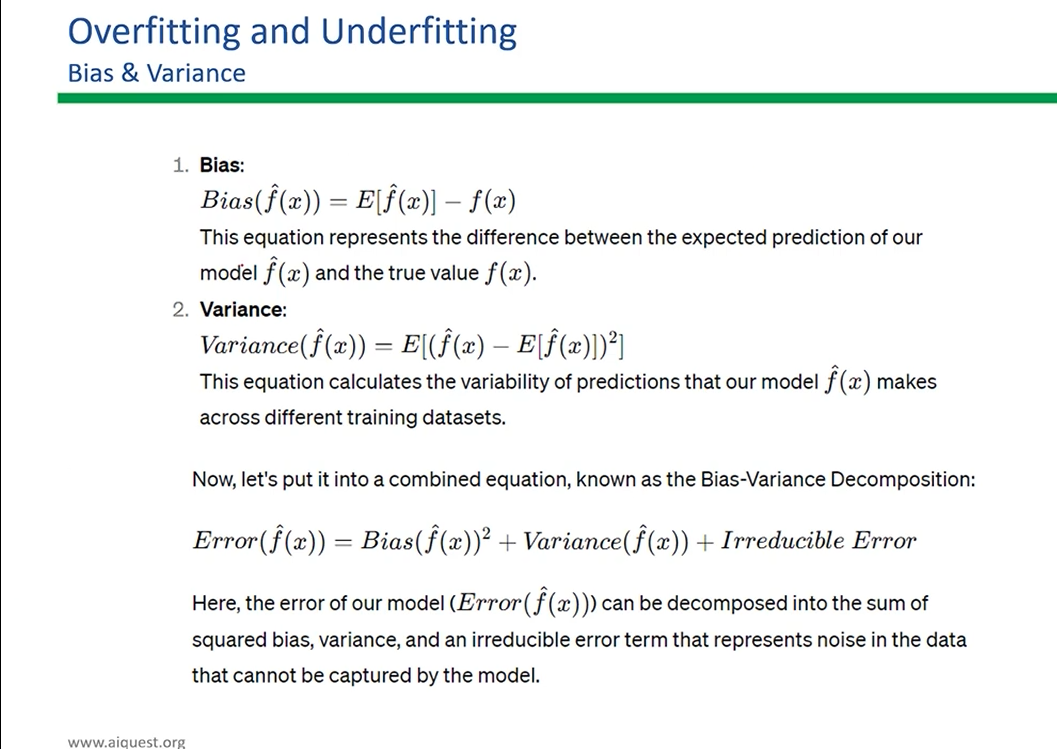 Overfitting and Underfitting
Bias & Variance
1. Bias:
Bias(f̂(x)) = E[f̂(x)] − f(x)
This equation represents the difference between the expected prediction of our
model f̂(x) and the true value f(x).
2. Variance:
Variance(f̂(x)) = E[(f̂(x) − E[f̂(x)])²]
This equation calculates the variability of predictions that our model f̂(x) makes
across different training datasets.
Now, let's put it into a combined equation, known as the Bias-Variance Decomposition:
Error(f̂(x)) = Bias(f̂(x))² + Variance(f̂(x)) + Irreducible Error
Here, the error of our model (Error(f̂(x))) can be decomposed into the sum of
squared bias, variance, and an irreducible error term that represents noise in the data
that cannot be captured by the model.
www.aiquest.org